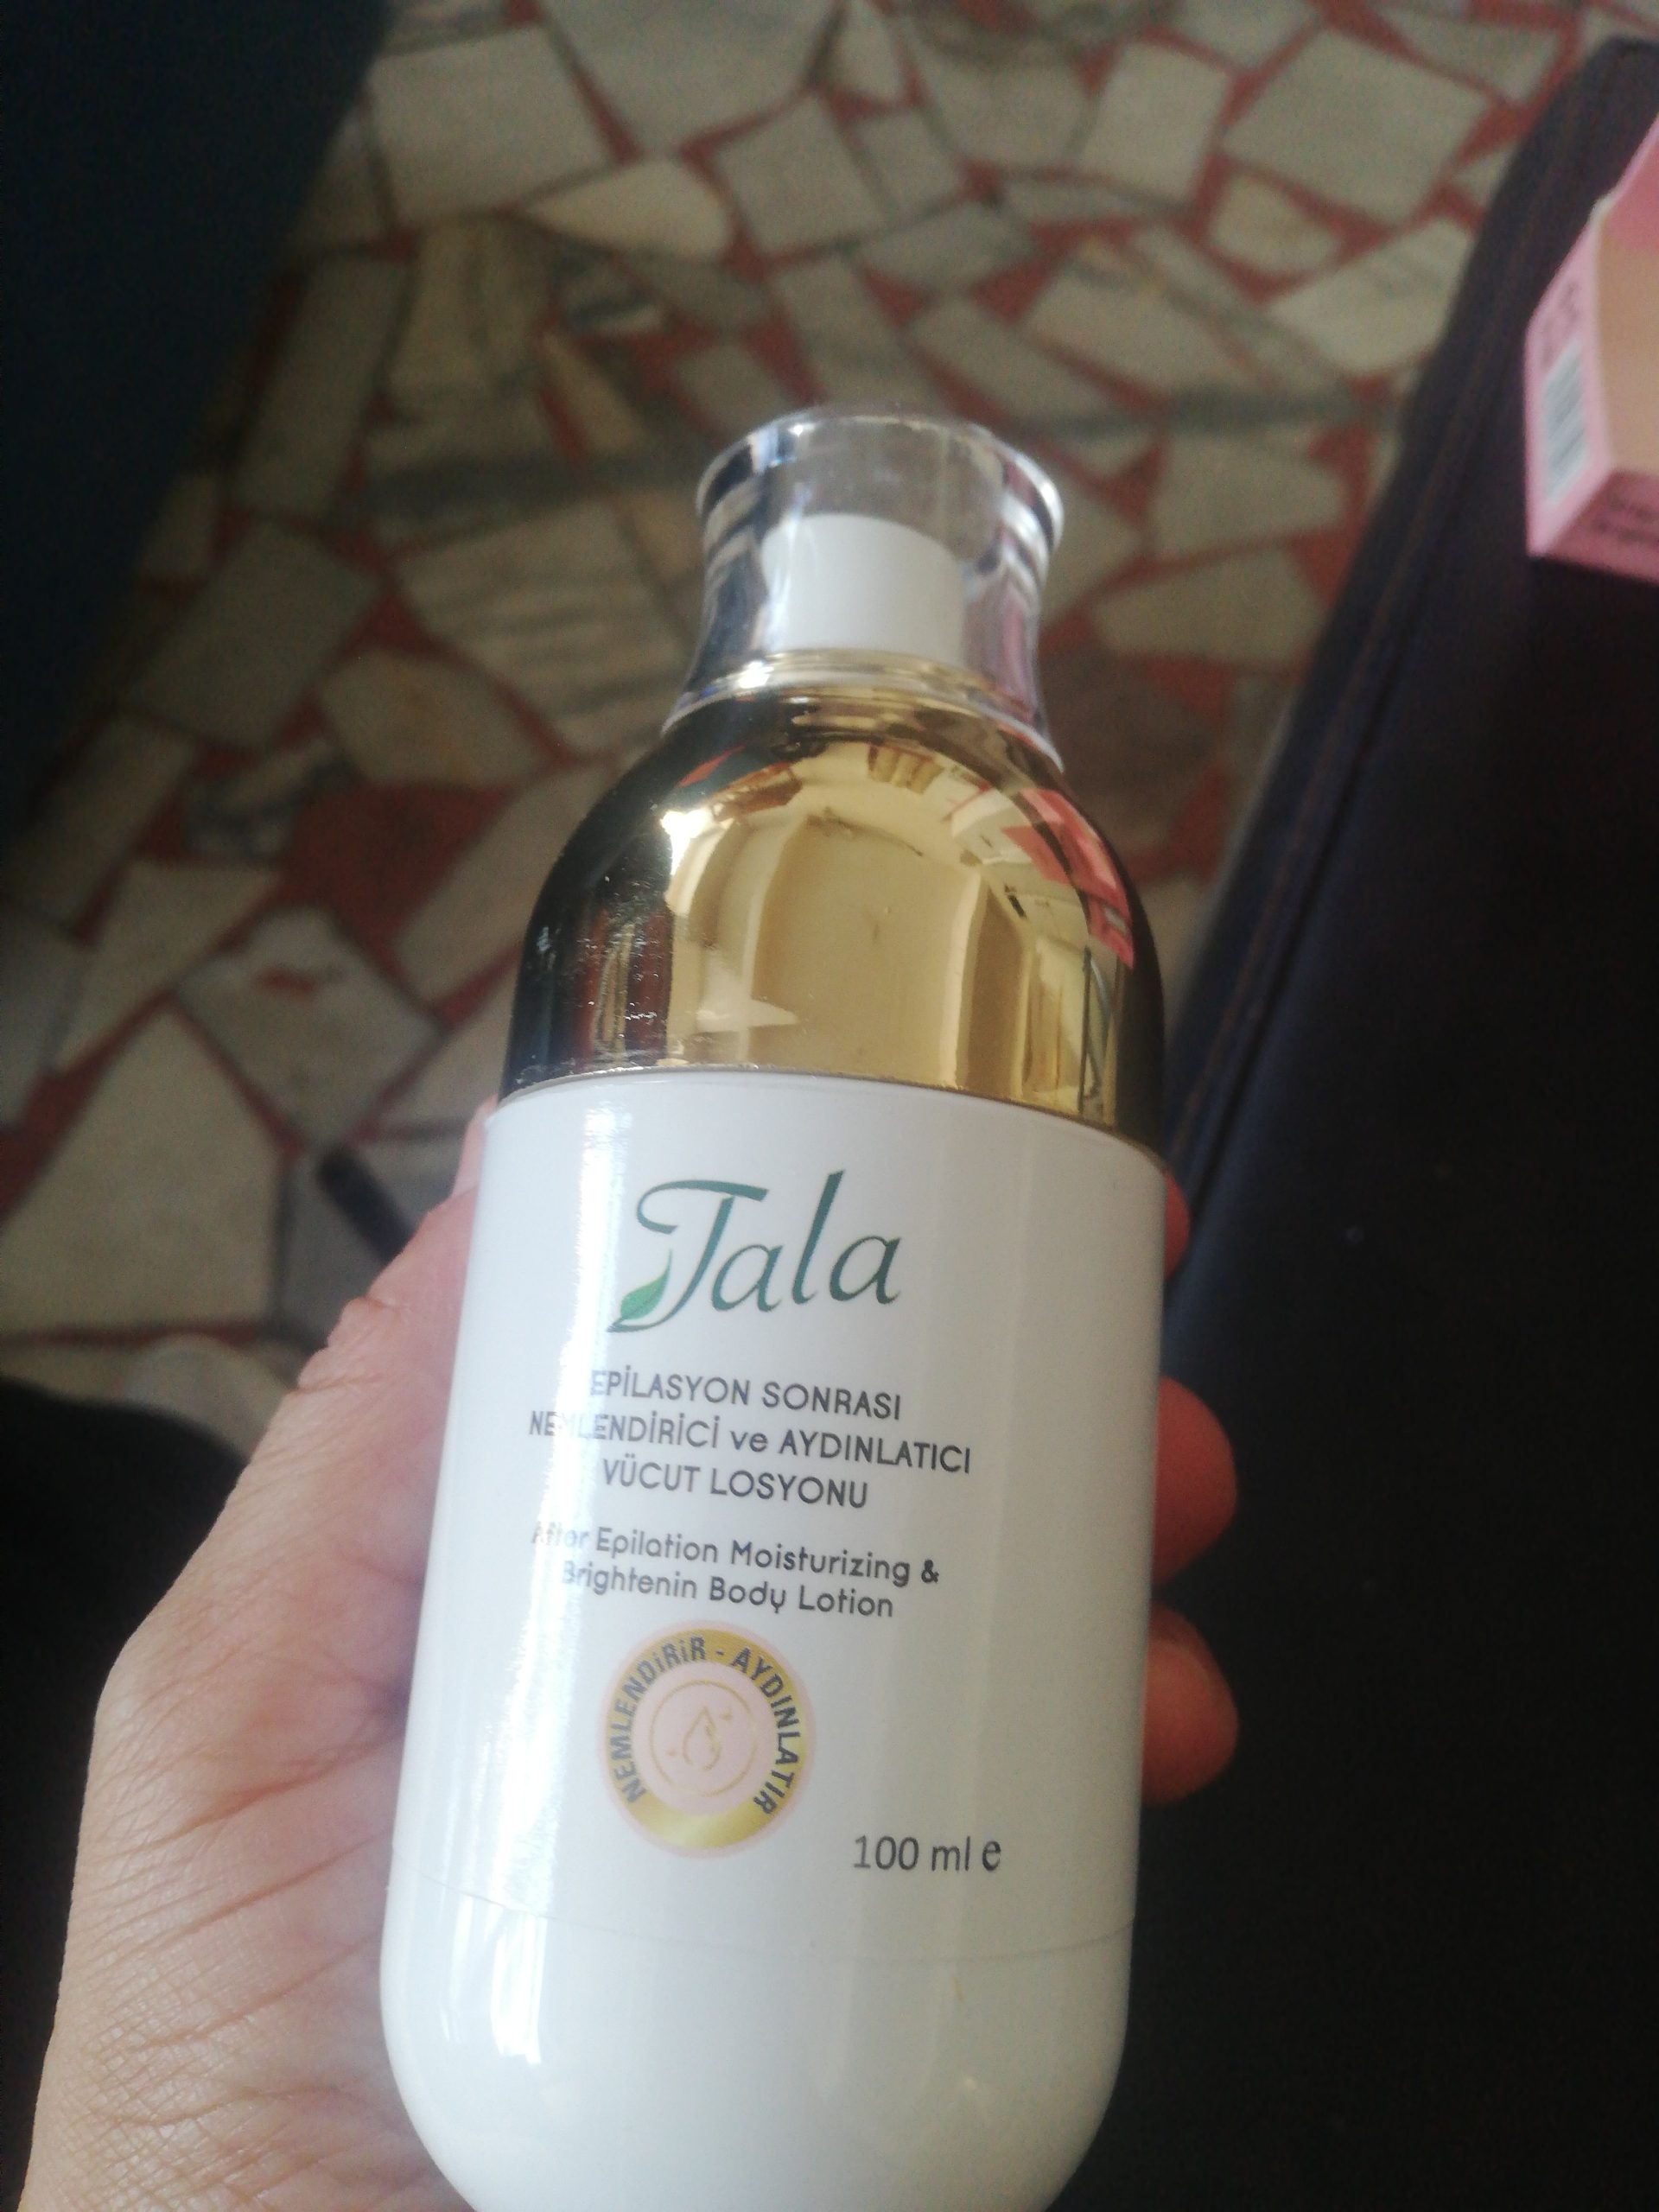 Tala
EPİLASYON SONRASI
NEMLENDİRİCİ ve AYDINLATICI
VÜCUT LOSYONU
After Epilation Moisturizing &
Brightenin Body Lotion
NEMLENDİRİR - AYDINLATIR
100 ml e